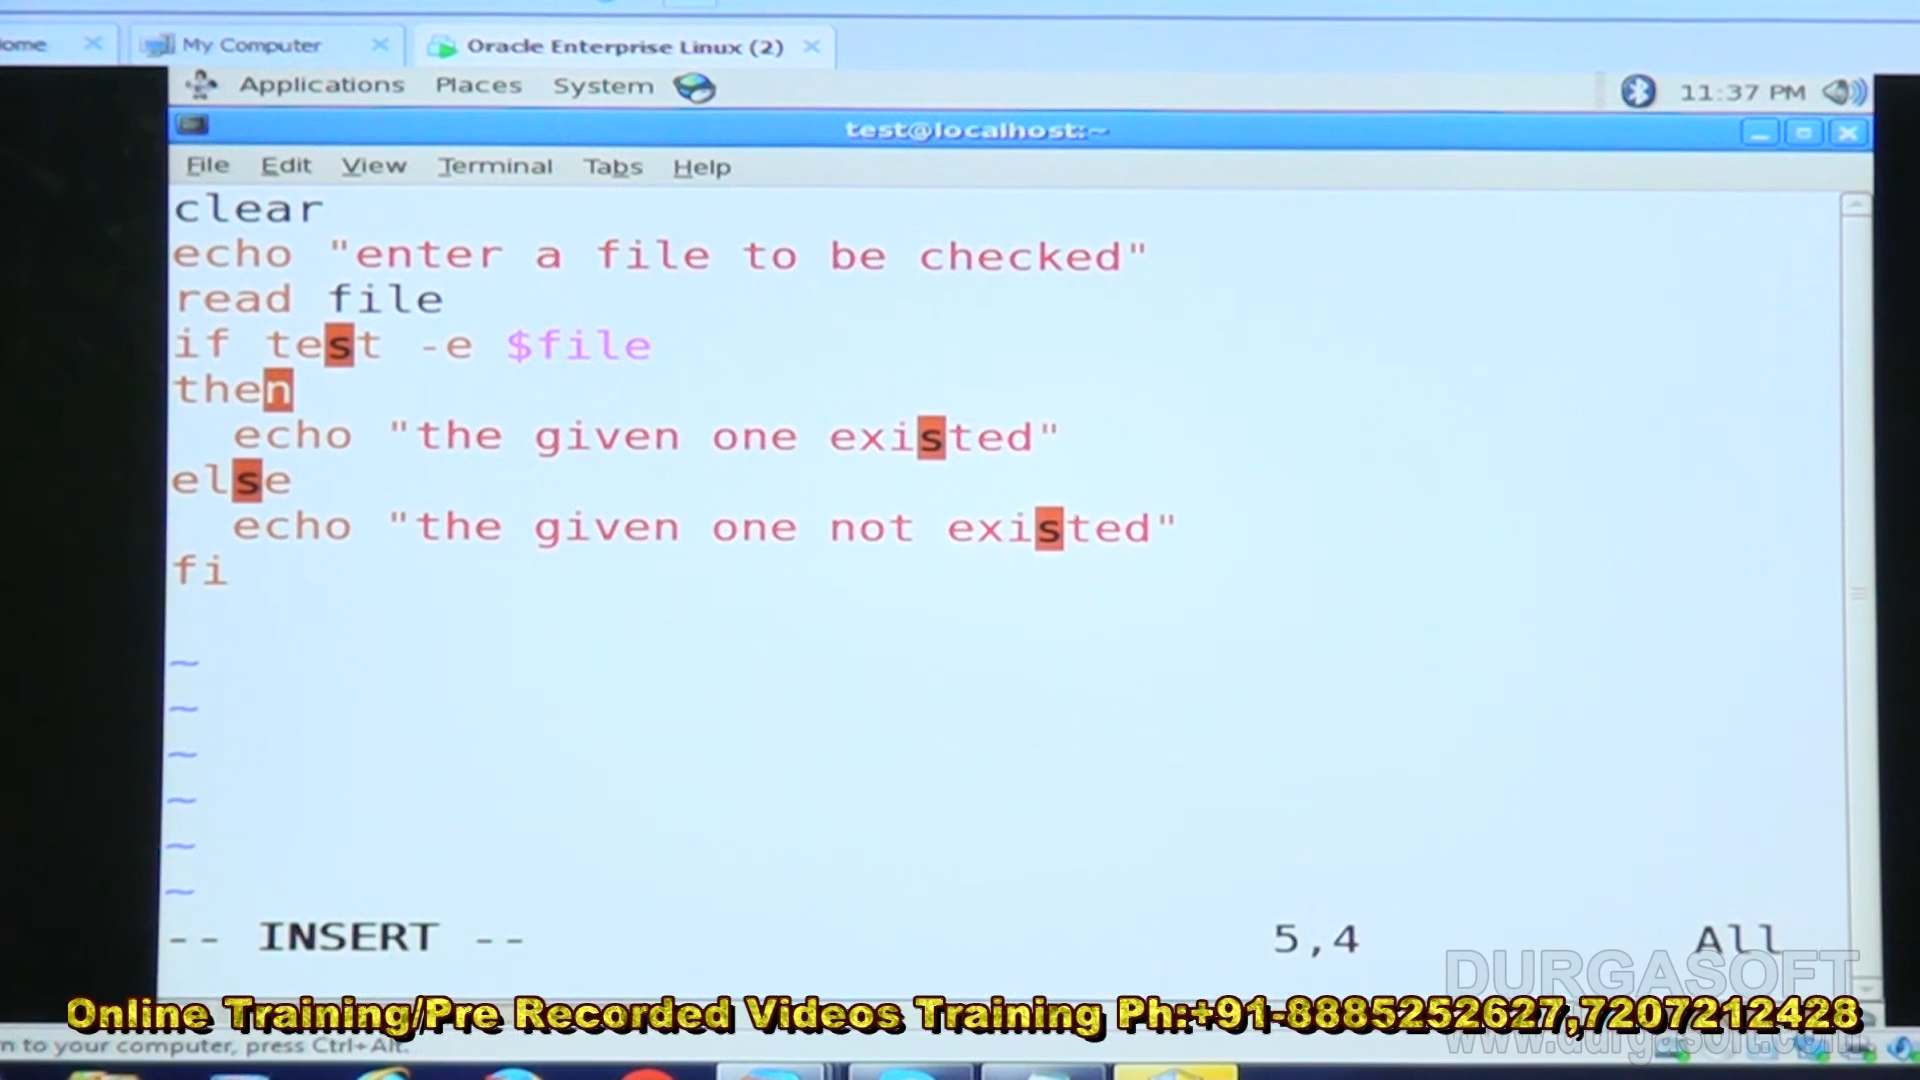 ome
My Computer
Oracle Enterprise Linux (2)
Applications Places System
11:37 PM
test@localhost:~
File Edit View Terminal Tabs Help
clear
echo "enter a file to be checked"
read file
if test -e $file
then
echo "the given one existed"
else
echo "the given one not existed"
fi
~
~
~
~
~
~
-- INSERT --
5,4
All
DURGASOFT
Online Training/Pre Recorded Videos Training Ph:+91-8885252627,7207212428
www.durgasoft.com
n to your computer, press Ctrl+Alt.